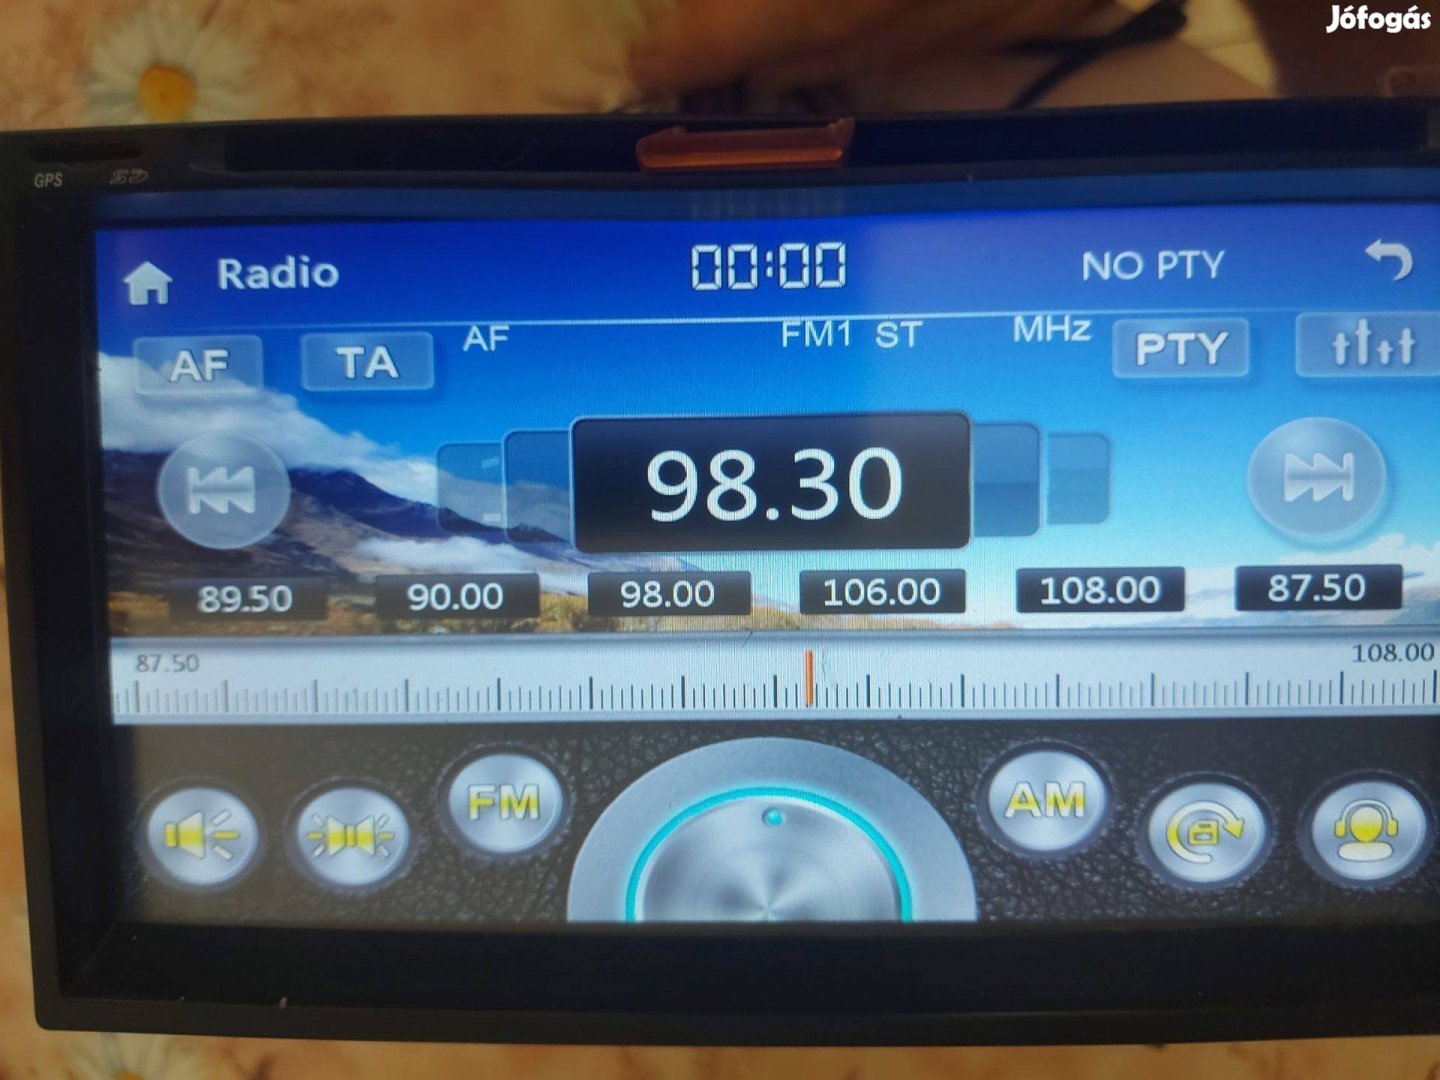 Jófogás
GPS SD
Radio 00:00 NO PTY
AF TA AF FM1 ST MHz PTY
98.30
89.50 90.00 98.00 106.00 108.00 87.50
87.50 108.00
FM AM